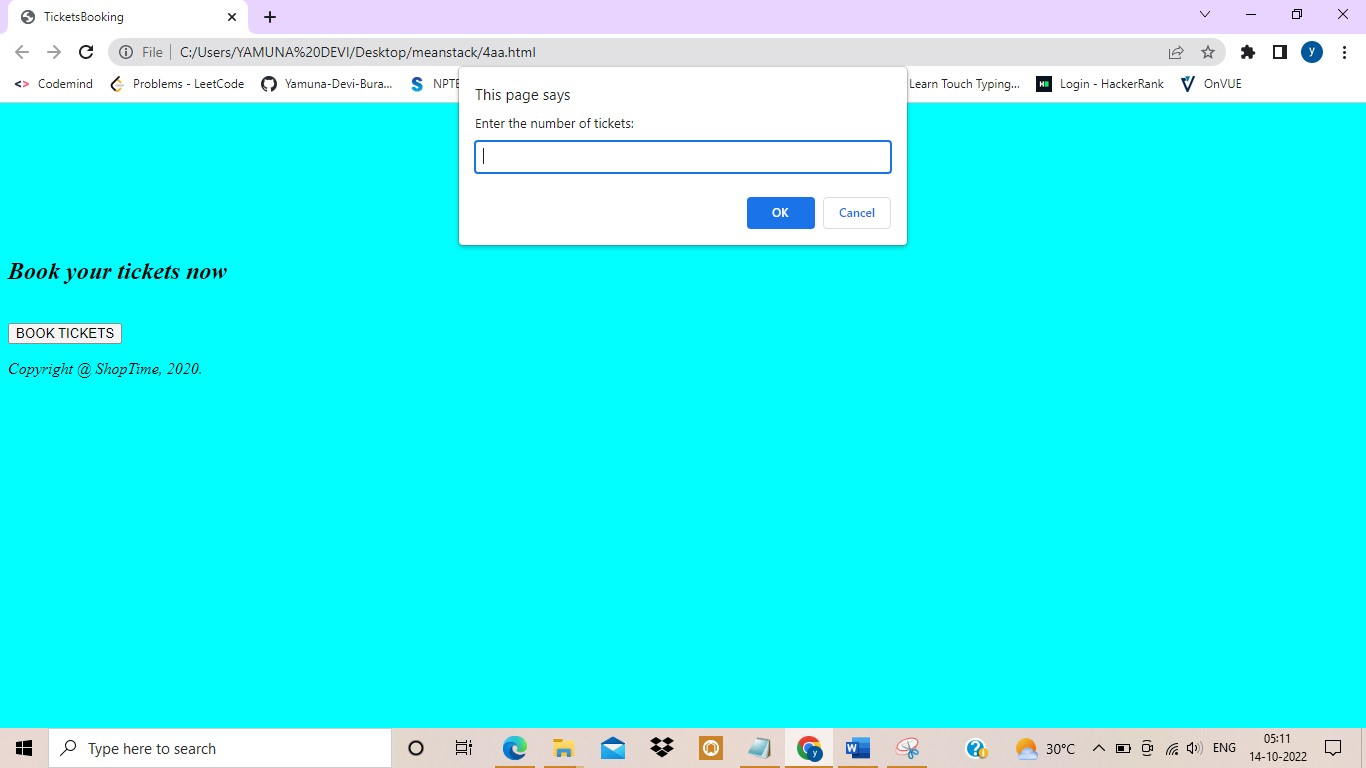 TicketsBooking
File
C:/Users/YAMUNA%20DEVI/Desktop/meanstack/4aa.html
y
Codemind
Problems - LeetCode
Yamuna-Devi-Bura...
NPTE
Learn Touch Typing...
Login - HackerRank
OnVUE
This page says
Enter the number of tickets:
OK
Cancel
Book your tickets now
BOOK TICKETS
Copyright @ ShopTime, 2020.
Type here to search
30°C
ENG
05:11
14-10-2022